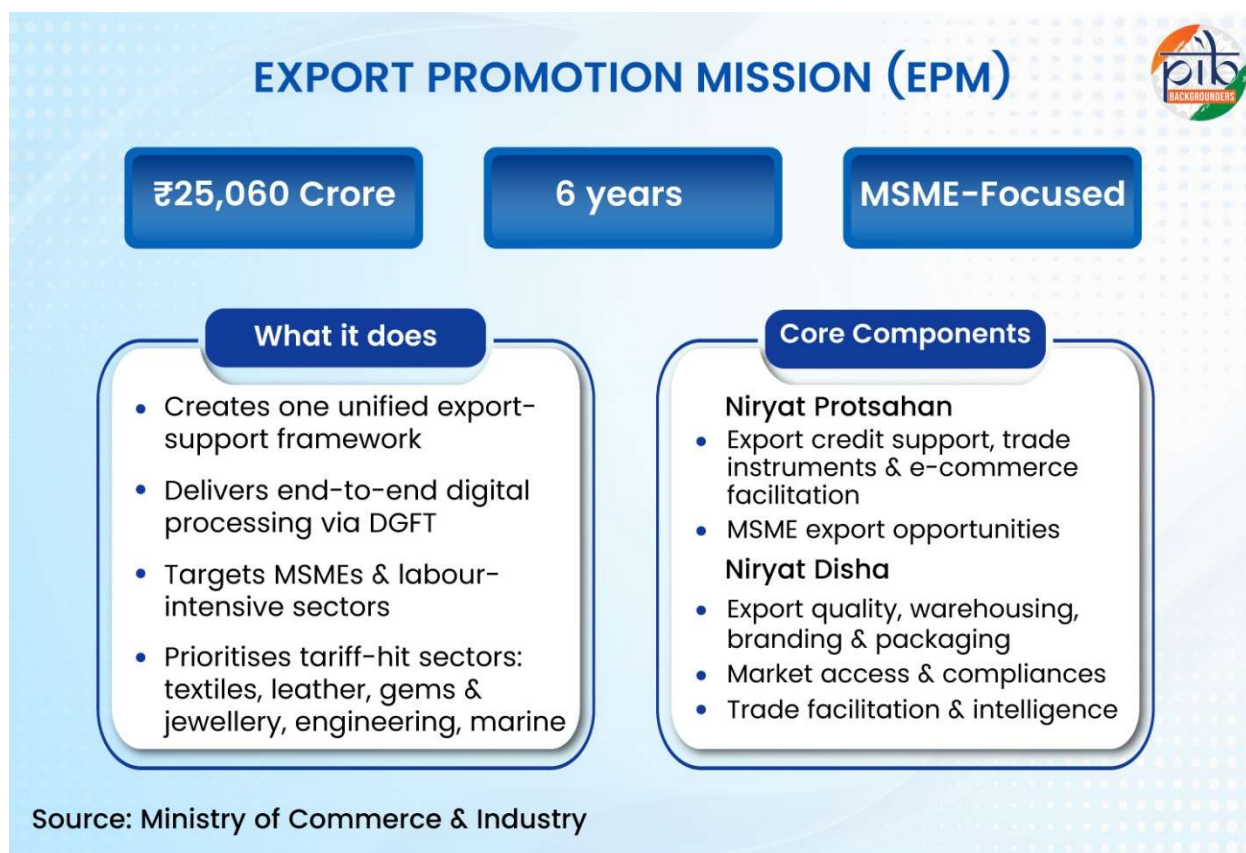 EXPORT PROMOTION MISSION (EPM)
pib
BACKGROUNDERS
₹25,060 Crore
6 years
MSME-Focused
What it does
• Creates one unified export-
support framework
• Delivers end-to-end digital
processing via DGFT
• Targets MSMEs & labour-
intensive sectors
• Prioritises tariff-hit sectors:
textiles, leather, gems &
jewellery, engineering, marine
Core Components
Niryat Protsahan
• Export credit support, trade
instruments & e-commerce
facilitation
• MSME export opportunities
Niryat Disha
• Export quality, warehousing,
branding & packaging
• Market access & compliances
• Trade facilitation & intelligence
Source: Ministry of Commerce & Industry